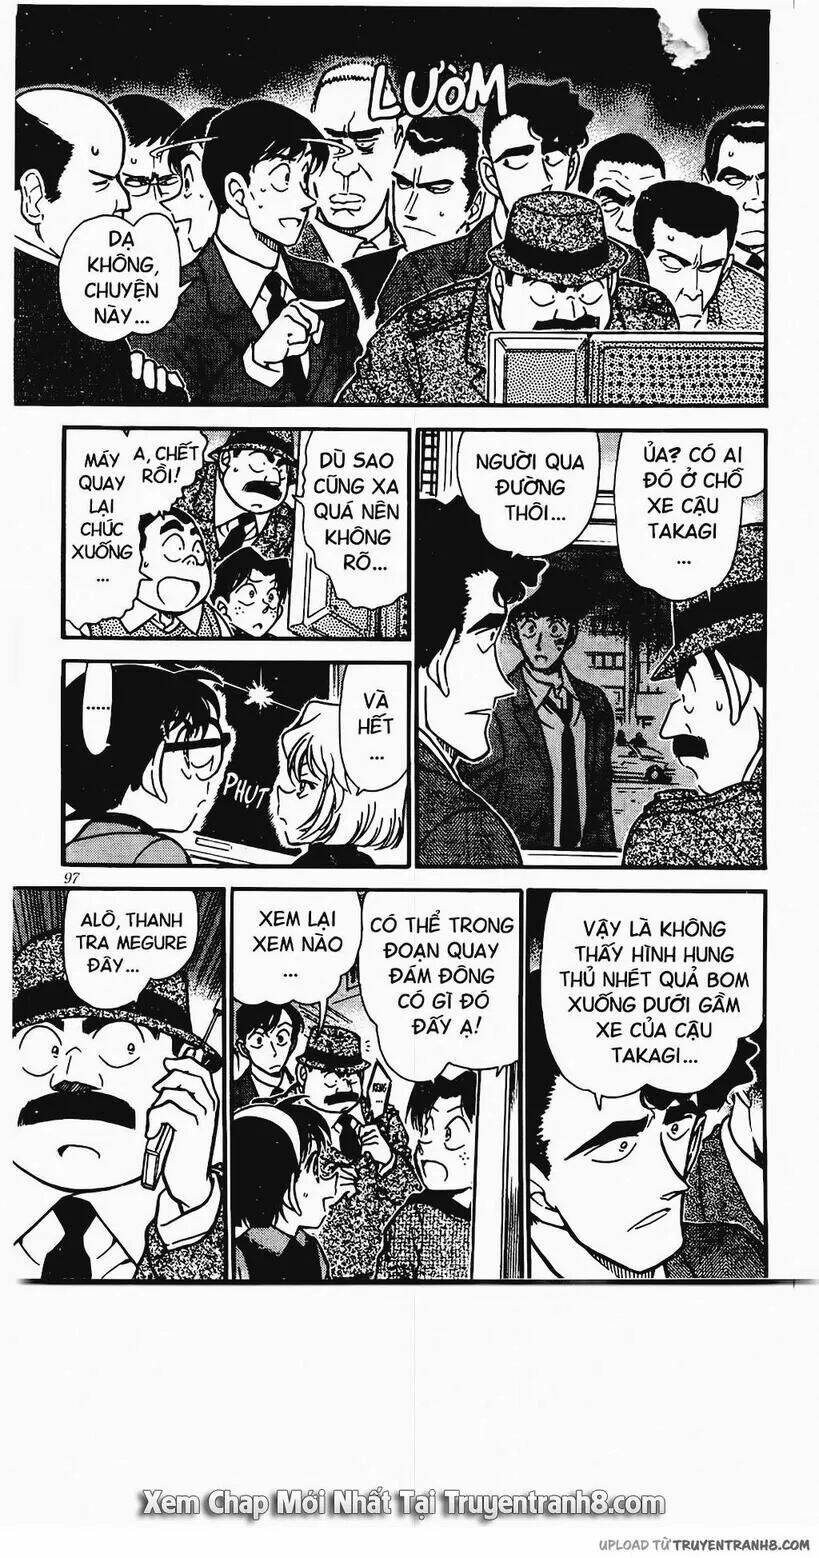 LƯỜM
DẠ
KHÔNG,
CHUYỆN
NÀY...
ỦA? CÓ AI
ĐÓ Ở CHỖ
XE CẬU
TAKAGI
...
NGƯỜI QUA
ĐƯỜNG
THÔI...
DÙ SAO
CŨNG XA
QUÁ NÊN
KHÔNG
RÕ...
A, CHẾT
RỒI!
MÁY
QUAY
LẠI
CHÚC
XUỐNG
...
VÀ
HẾT
...
PHỤT
......
97
VẬY LÀ KHÔNG
THẤY HÌNH HUNG
THỦ NHÉT QUẢ BOM
XUỐNG DƯỚI GẦM
XE CỦA CẬU
TAKAGI...
CÓ THỂ TRONG
ĐOẠN QUAY
ĐÁM ĐÔNG
CÓ GÌ ĐÓ
ĐẤY Ạ!
XEM LẠI
XEM NÀO
...
RENG
...
ALÔ, THANH
TRA MEGURE
ĐÂY...
Xem Chap Mới Nhất Tại Truyentranh8.com
UPLOAD TỪ TRUYENTRANH8.COM